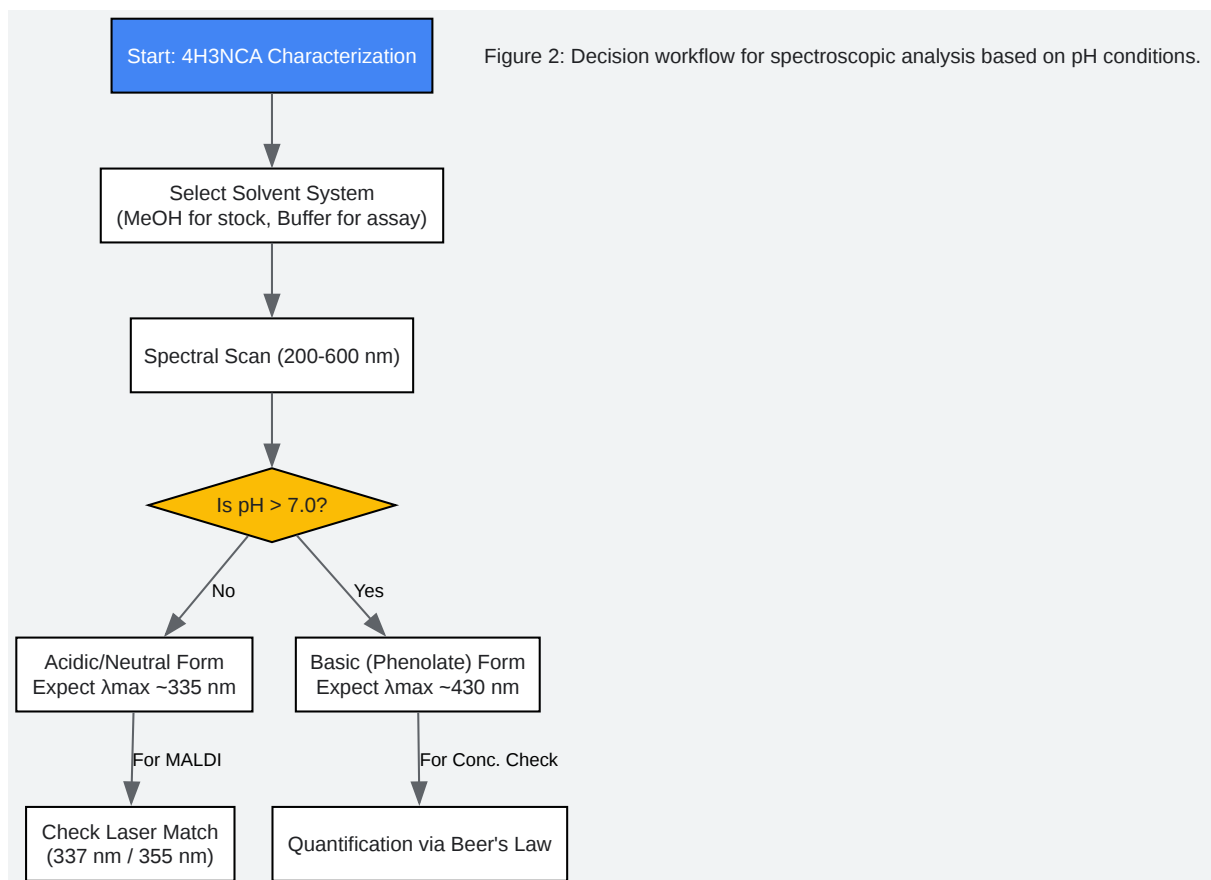 Start: 4H3NCA Characterization
Figure 2: Decision workflow for spectroscopic analysis based on pH conditions.
Select Solvent System
(MeOH for stock, Buffer for assay)
Spectral Scan (200-600 nm)
Is pH > 7.0?
No
Yes
Acidic/Neutral Form
Expect λmax ~335 nm
Basic (Phenolate) Form
Expect λmax ~430 nm
For MALDI
For Conc. Check
Check Laser Match
(337 nm / 355 nm)
Quantification via Beer's Law